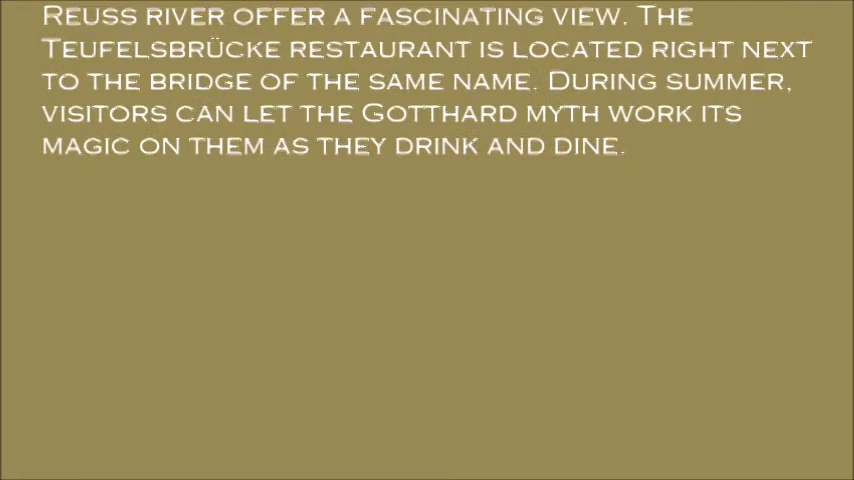 Reuss river offer a fascinating view. The
Teufelsbrücke restaurant is located right next
to the bridge of the same name. During summer,
visitors can let the Gotthard myth work its
magic on them as they drink and dine.